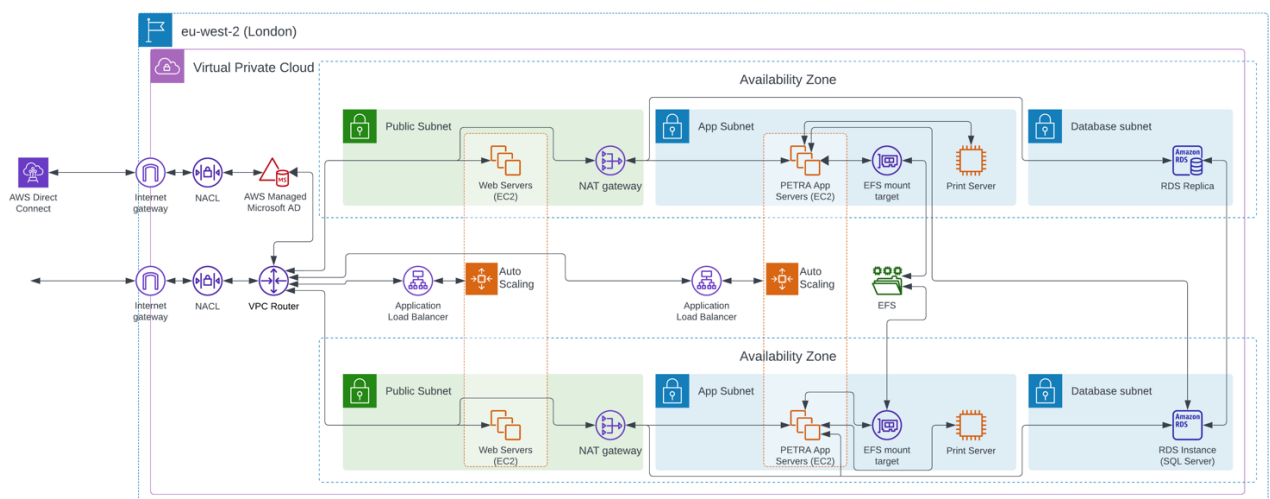 eu-west-2 (London)
Virtual Private Cloud
Availability Zone
Public Subnet
App Subnet
Database subnet
Web Servers
(EC2)
NAT gateway
PETRA App
Servers (EC2)
EFS mount
target
Print Server
Amazon
RDS
RDS Replica
AWS Direct
Connect
Internet
gateway
NACL
MS
AWS Managed
Microsoft AD
Internet
gateway
NACL
VPC Router
Application
Load Balancer
Auto
Scaling
Application
Load Balancer
Auto
Scaling
EFS
Availability Zone
Public Subnet
App Subnet
Database subnet
Web Servers
(EC2)
NAT gateway
PETRA App
Servers (EC2)
EFS mount
target
Print Server
Amazon
RDS
RDS Instance
(SQL Server)